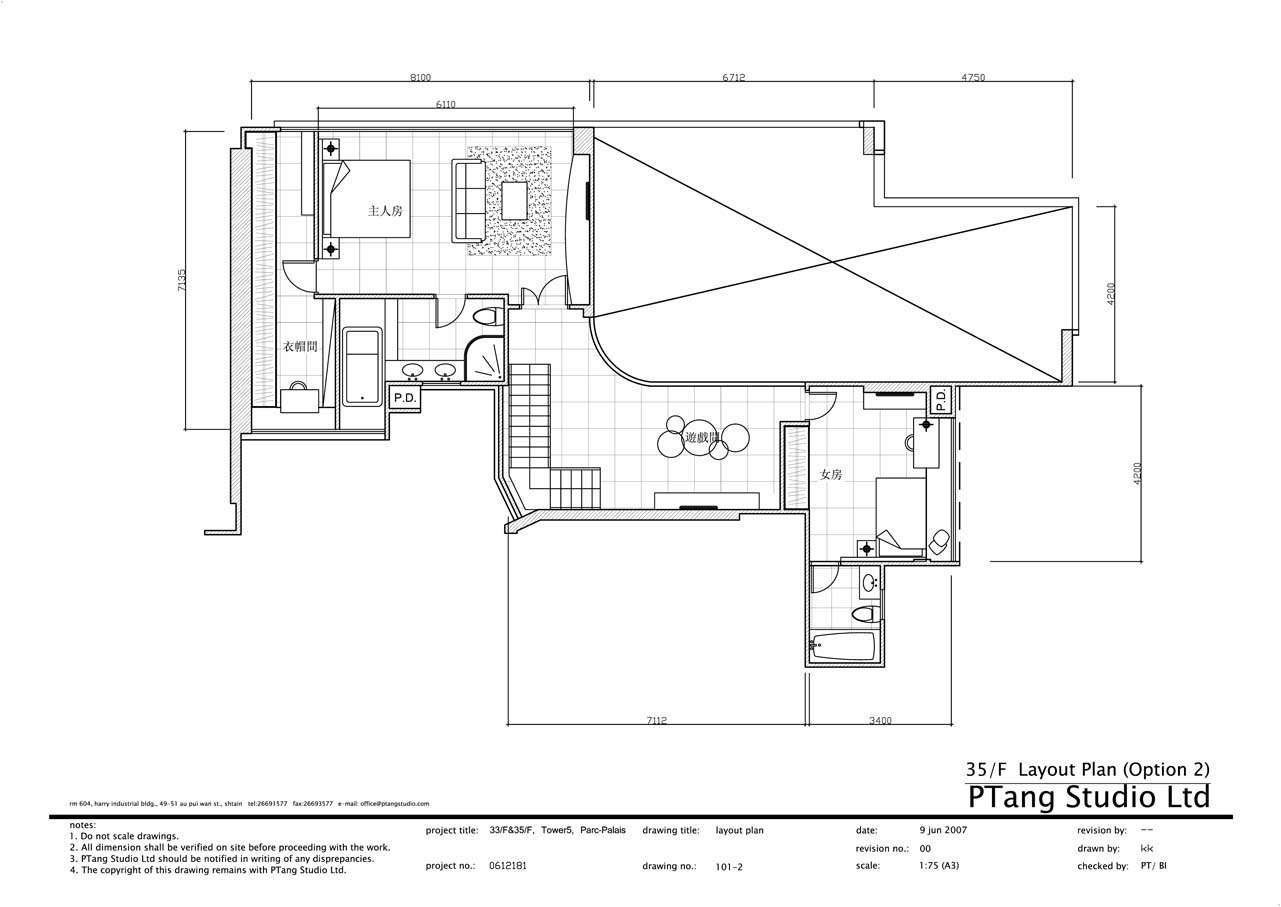 8100
6712
4750
6110
7135
主人房
4200
衣帽間
P.D.
P.D.
遊戲間
女房
4200
7112
3400
35/F Layout Plan (Option 2)
PTang Studio Ltd
rm 604, harry industrial bldg., 49-51 au pui wan st., shtain tel:26691577 fax:26693577 e-mail: office@ptangstudio.com
notes:
1. Do not scale drawings.
2. All dimension shall be verified on site before proceeding with the work.
3. PTang Studio Ltd should be notified in writing of any disprepancies.
4. The copyright of this drawing remains with PTang Studio Ltd.
project title: 33/F&35/F, Tower5, Parc-Palais
project no.: 0612181
drawing title: layout plan
drawing no.: 101-2
date: 9 jun 2007
revision no.: 00
scale: 1:75 (A3)
revision by: --
drawn by: kk
checked by: PT/ BI